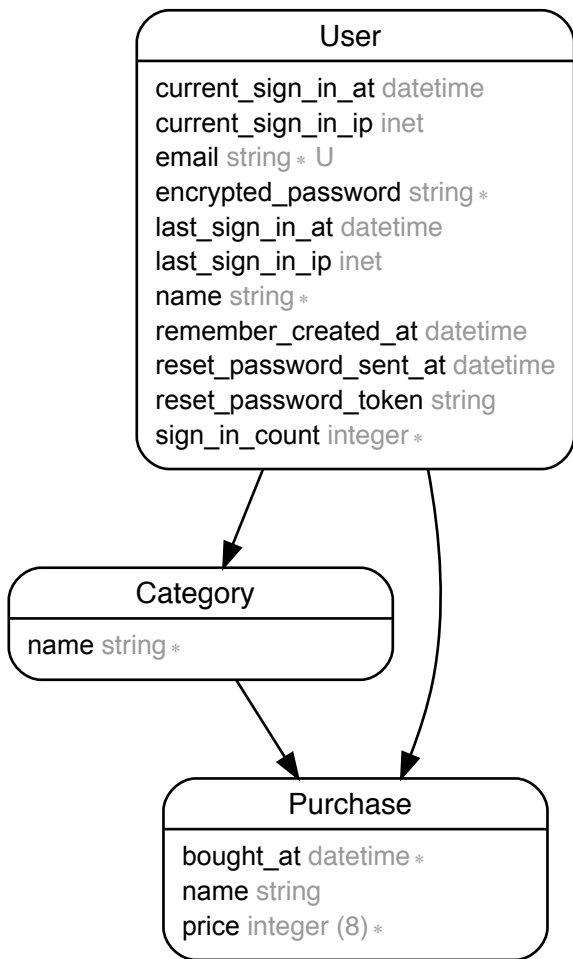 User
current_sign_in_at datetime
current_sign_in_ip inet
email string * U
encrypted_password string *
last_sign_in_at datetime
last_sign_in_ip inet
name string *
remember_created_at datetime
reset_password_sent_at datetime
reset_password_token string
sign_in_count integer *
Category
name string *
Purchase
bought_at datetime *
name string
price integer (8) *